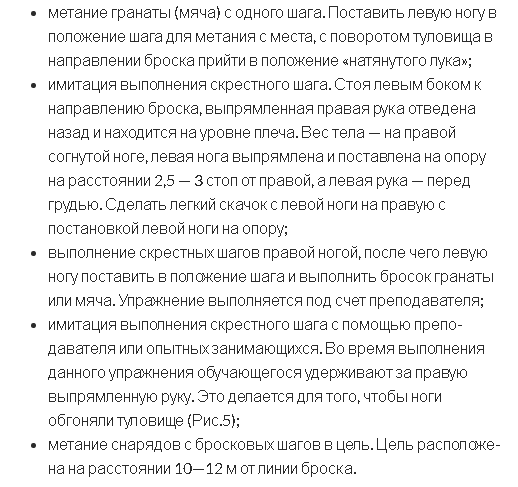 • метание гранаты (мяча) с одного шага. Поставить левую ногу в
положение шага для метания с места, с поворотом туловища в
направлении броска прийти в положение «натянутого лука»;
• имитация выполнения скрестного шага. Стоя левым боком к
направлению броска, выпрямленная правая рука отведена
назад и находится на уровне плеча. Вес тела — на правой
согнутой ноге, левая нога выпрямлена и поставлена на опору
на расстоянии 2,5 — 3 стоп от правой, а левая рука — перед
грудью. Сделать легкий скачок с левой ноги на правую с
постановкой левой ноги на опору;
• выполнение скрестных шагов правой ногой, после чего левую
ногу поставить в положение шага и выполнить бросок гранаты
или мяча. Упражнение выполняется под счет преподавателя;
• имитация выполнения скрестного шага с помощью препо-
давателя или опытных занимающихся. Во время выполнения
данного упражнения обучающегося удерживают за правую
выпрямленную руку. Это делается для того, чтобы ноги
обгоняли туловище (Рис.5);
• метание снарядов с бросковых шагов в цель. Цель расположе-
на на расстоянии 10—12 м от линии броска.